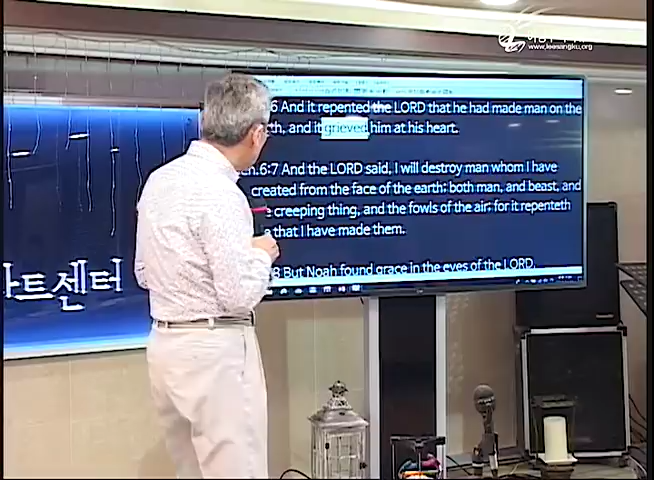 www.leesangku.org
6 And it repented the LORD that he had made man on the
th, and it grieved him at his heart.
n.6:7 And the LORD said, I will destroy man whom I have
created from the face of the earth; both man, and beast, and
e creeping thing, and the fowls of the air; for it repenteth
that I have made them.
8 But Noah found grace in the eyes of the LORD.
트센터